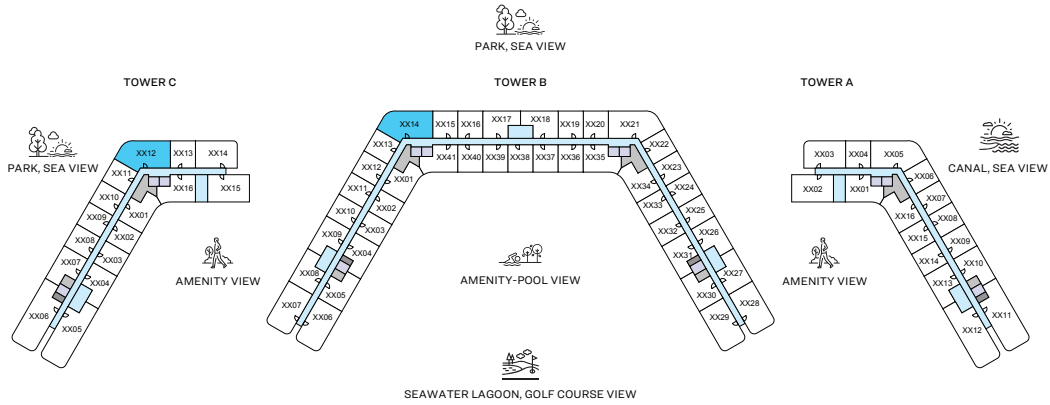 PARK, SEA VIEW
TOWER C
TOWER B
TOWER A
PARK, SEA VIEW
XX12
XX13
XX14
XX11
XX16
XX15
XX10
XX01
XX09
XX02
XX08
XX03
XX07
XX04
XX06
XX05
AMENITY VIEW
XX14
XX15
XX16
XX17
XX18
XX19
XX20
XX21
XX13
XX41
XX40
XX39
XX38
XX37
XX36
XX35
XX22
XX12
XX01
XX34
XX23
XX11
XX02
XX33
XX24
XX10
XX03
XX32
XX25
XX09
XX04
XX31
XX26
XX08
XX05
XX30
XX27
XX07
XX06
XX29
XX28
AMENITY-POOL VIEW
XX03
XX04
XX05
CANAL, SEA VIEW
XX02
XX01
XX06
XX16
XX07
XX15
XX08
XX14
XX09
XX13
XX10
XX12
XX11
AMENITY VIEW
SEAWATER LAGOON, GOLF COURSE VIEW